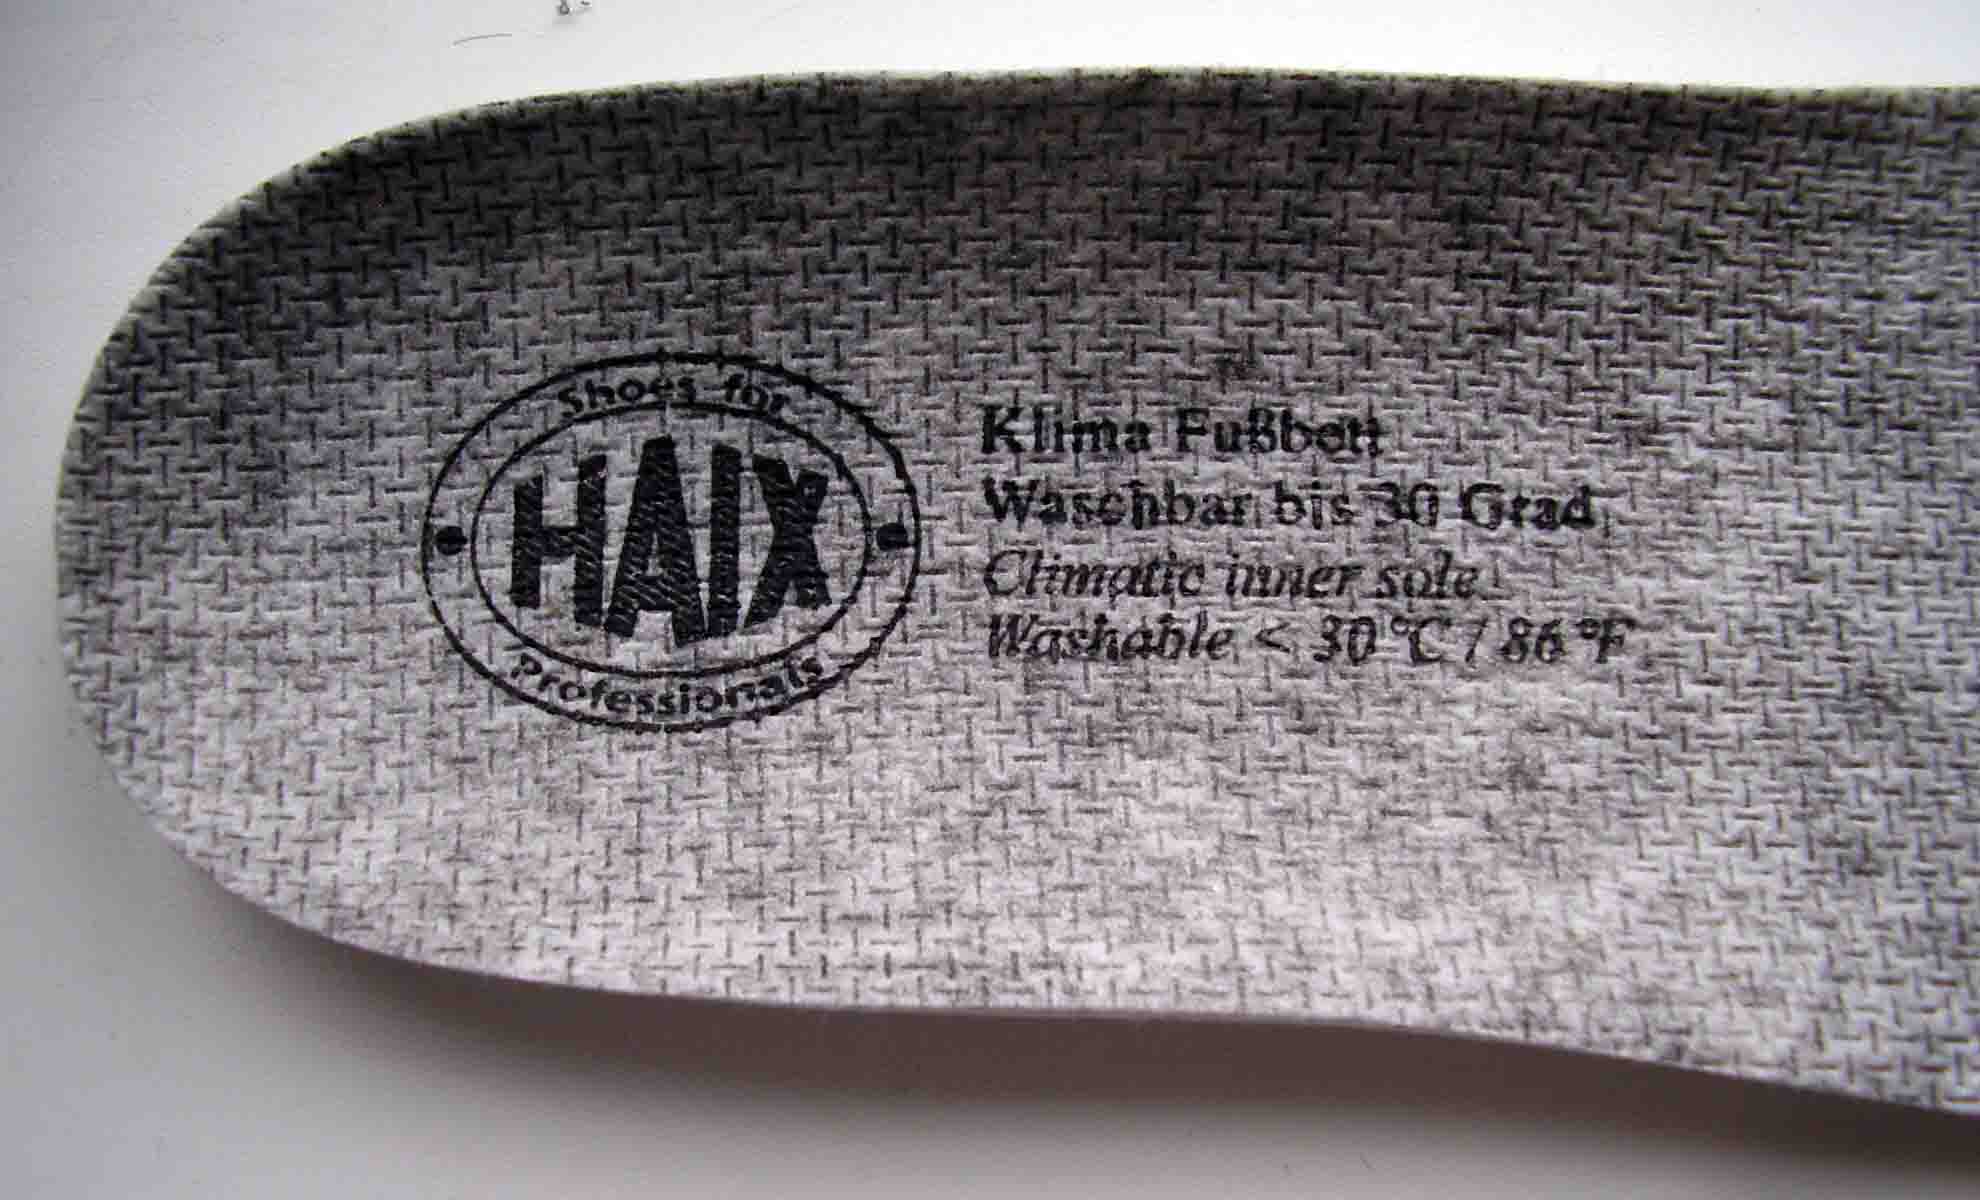 Shoes for
HAIX
Professionals
Klima Fußbett
Waschbar bis 30 Grad
Climatic inner sole
Washable < 30 °C / 86 °F